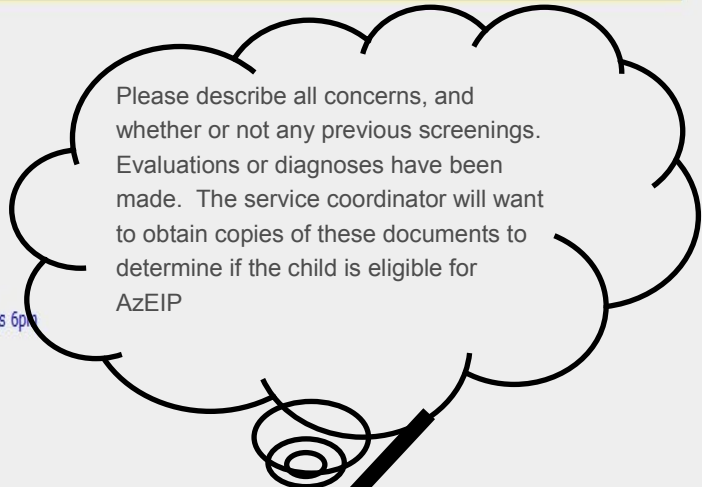 Please describe all concerns, and
whether or not any previous screenings.
Evaluations or diagnoses have been
made. The service coordinator will want
to obtain copies of these documents to
determine if the child is eligible for
AzEIP
s 6pm